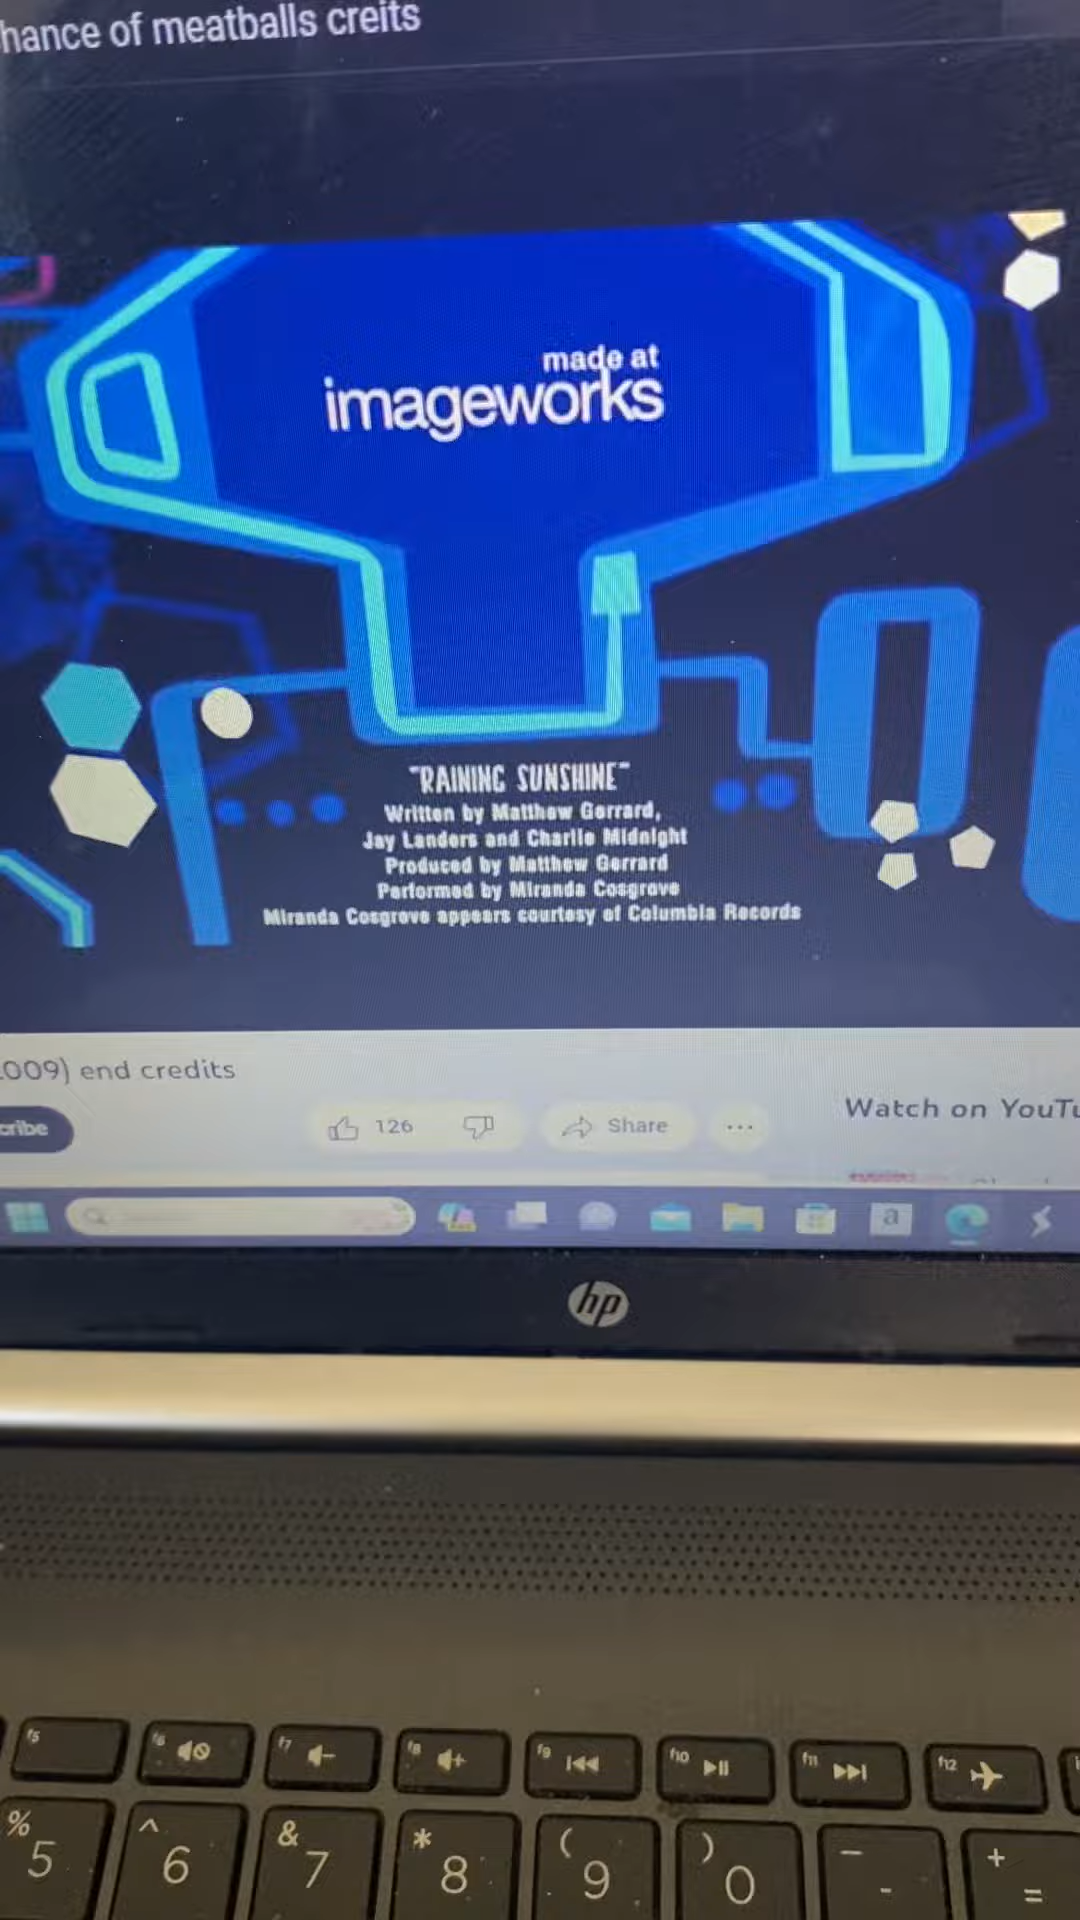 hance of meatballs creits
made at
imageworks
"RAINING SUNSHINE"
Written by Matthew Gerrard,
Jay Landers and Charlie Midnight
Produced by Matthew Gerrard
Performed by Miranda Cosgrove
Miranda Cosgrove appears courtesy of Columbia Records
009) end credits
cribe
126
Share
...
Watch on YouTu
a
hp
f5
f6
f7
f8
f9
f10
f11
f12
% 5
^ 6
& 7
* 8
( 9
) 0
_ -
+ =